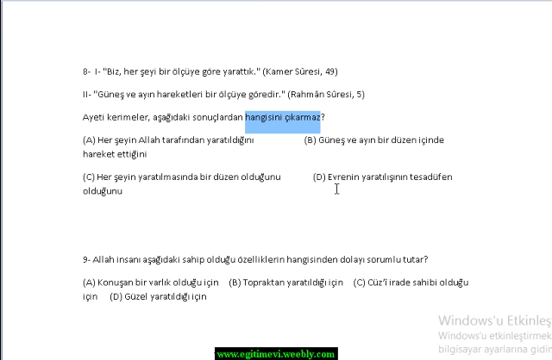 8- I- "Biz, her şeyi bir ölçüye göre yarattık." (Kamer Sûresi, 49)
II- "Güneş ve ayın hareketleri bir ölçüye göredir." (Rahmân Sûresi, 5)
Ayeti kerimeler, aşağıdaki sonuçlardan hangisini çıkarmaz?
(A) Her şeyin Allah tarafından yaratıldığını (B) Güneş ve ayın bir düzen içinde
hareket ettiğini
(C) Her şeyin yaratılmasında bir düzen olduğunu (D) Evrenin yaratılışının tesadüfen
olduğunu
9- Allah insanı aşağıdaki sahip olduğu özelliklerin hangisinden dolayı sorumlu tutar?
(A) Konuşan bir varlık olduğu için (B) Topraktan yaratıldığı için (C) Cüz'î irade sahibi olduğu
için (D) Güzel yaratıldığı için
Windows'u Etkinleş
Windows'u etkinleştirmek
bilgisayar ayarlarına gidin
www.egitimevi.weebly.com